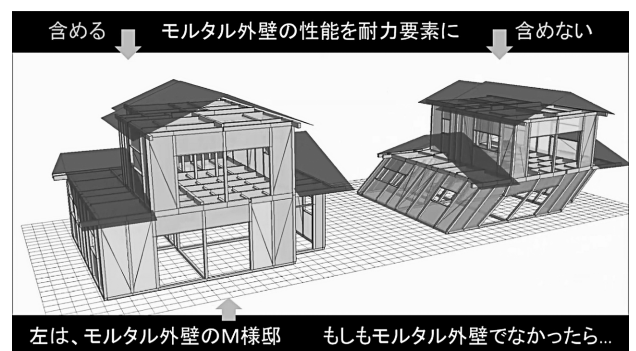 含める モルタル外壁の性能を耐力要素に 含めない
左は、モルタル外壁のM様邸 もしもモルタル外壁でなかったら...